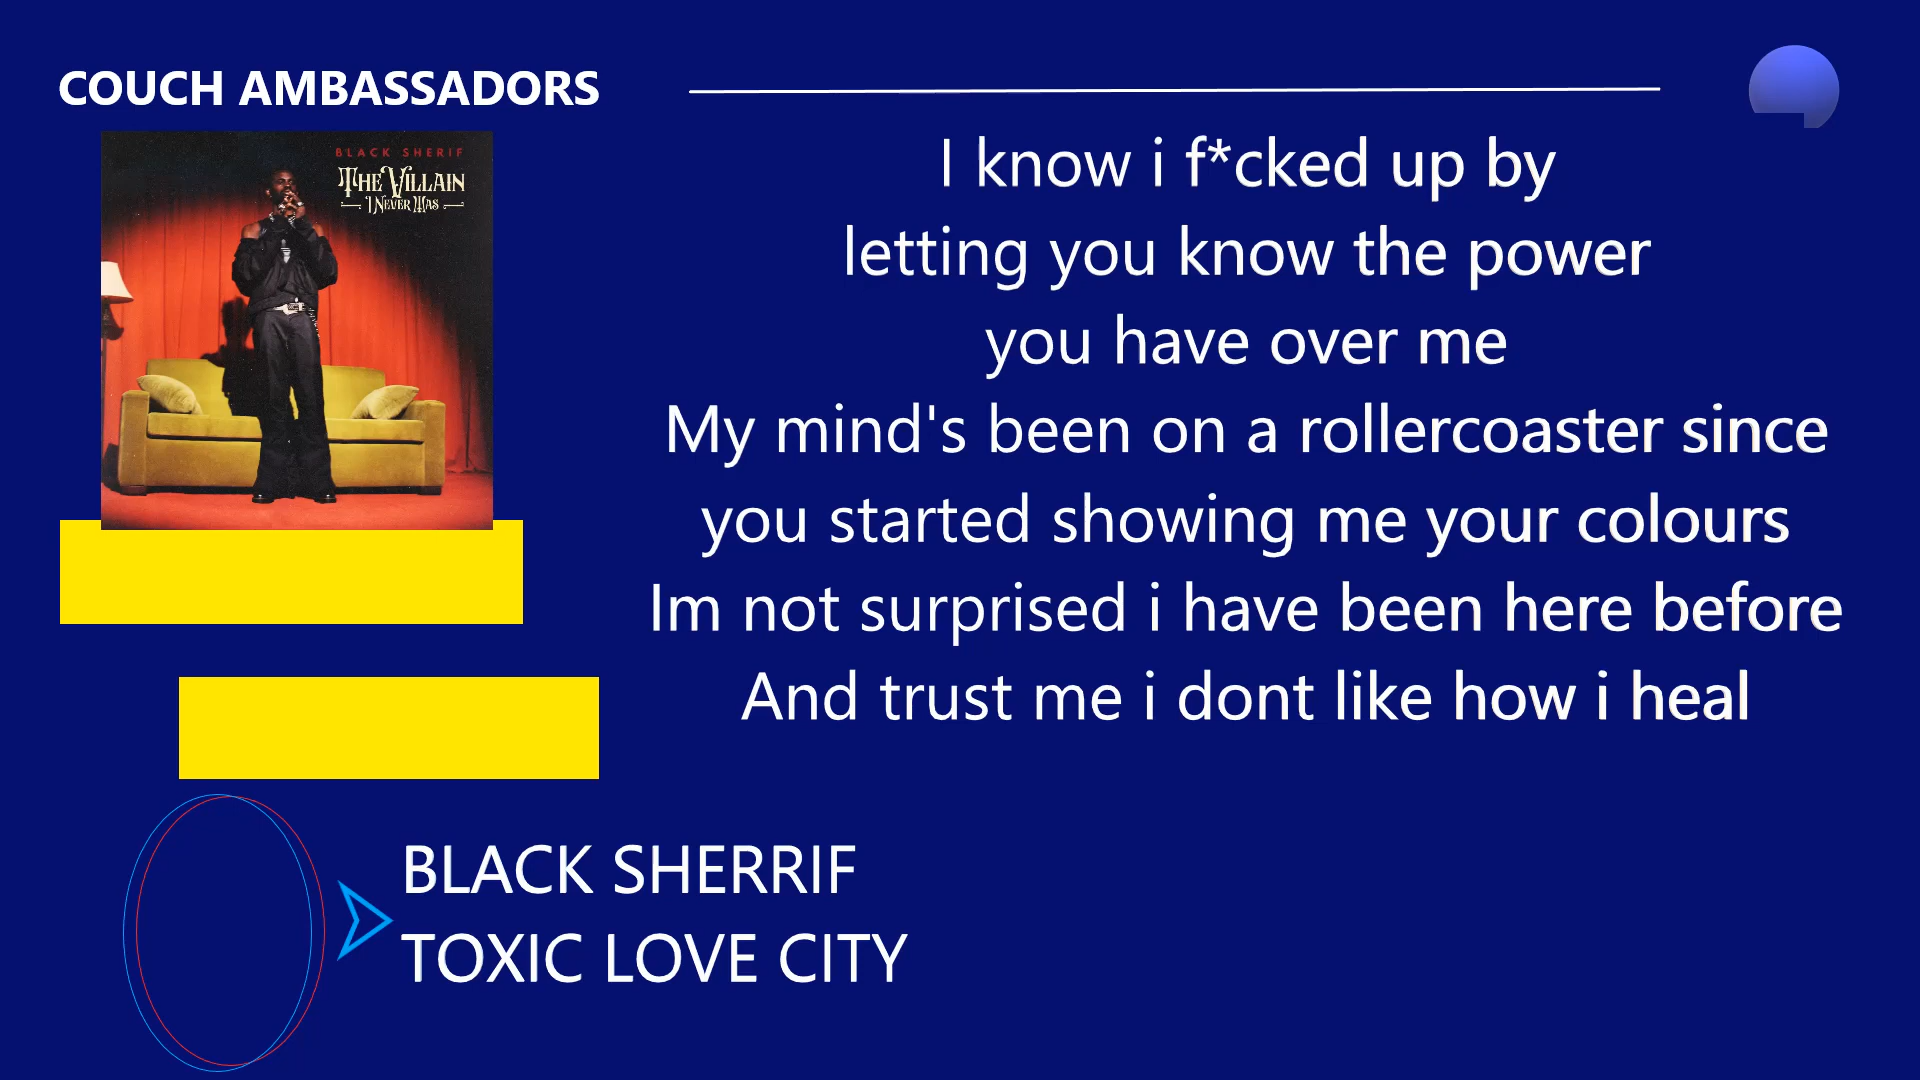 COUCH AMBASSADORS
BLACK SHERIF
THE VILLAIN
I NEVER WAS
I know i f*cked up by
letting you know the power
you have over me
My mind's been on a rollercoaster since
you started showing me your colours
Im not surprised i have been here before
And trust me i dont like how i heal
BLACK SHERRIF
TOXIC LOVE CITY